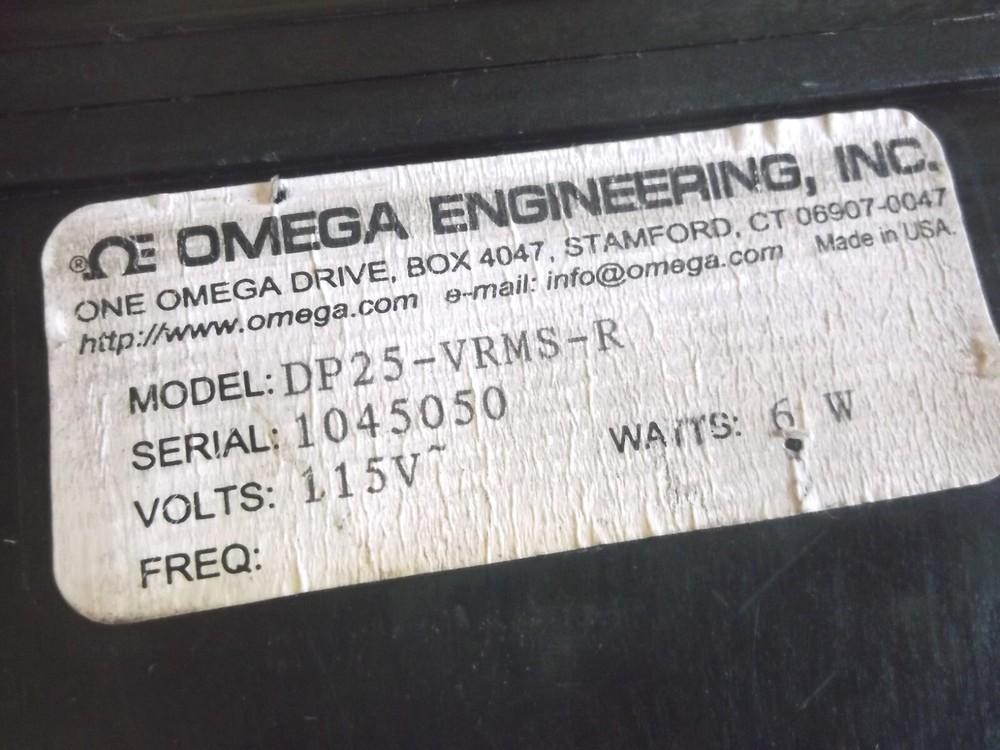 ®ΩE OMEGA ENGINEERING, INC.
ONE OMEGA DRIVE, BOX 4047, STAMFORD, CT 06907-0047
http://www.omega.com e-mail: info@omega.com Made in USA.
MODEL: DP25-VRMS-R
SERIAL: 1045050
VOLTS: 115V~ WATTS: 6 W
FREQ: